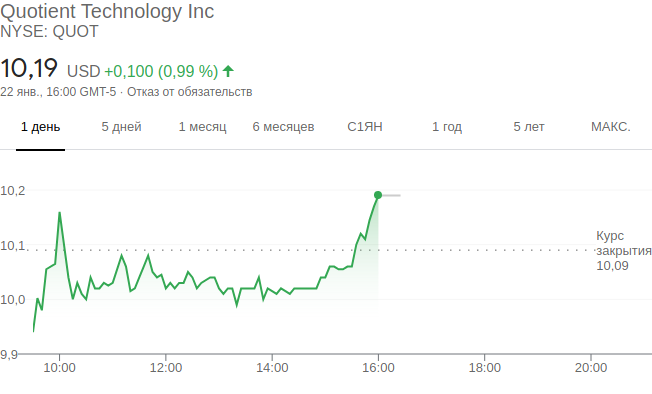 Quotient Technology Inc
NYSE: QUOT
10,19 USD +0,100 (0,99 %)
22 янв., 16:00 GMT-5 · Отказ от обязательств
1 день 5 дней 1 месяц 6 месяцев С1ЯН 1 год 5 лет МАКС.
10,2
10,1
Курс
закрытия
10,09
10,0
9,9
10:00 12:00 14:00 16:00 18:00 20:00